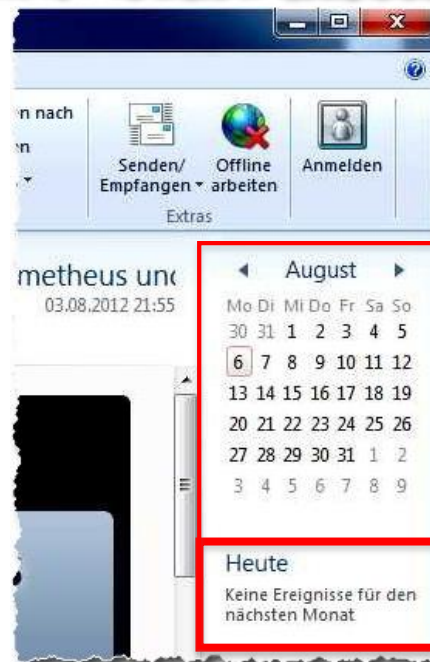 n nach
n
Senden/ Offline Anmelden
Empfangen arbeiten
Extras
metheus und
03.08.2012 21:55
August
Mo Di Mi Do Fr Sa So
30 31 1 2 3 4 5
6 7 8 9 10 11 12
13 14 15 16 17 18 19
20 21 22 23 24 25 26
27 28 29 30 31 1 2
3 4 5 6 7 8 9
Heute
Keine Ereignisse für den
nächsten Monat